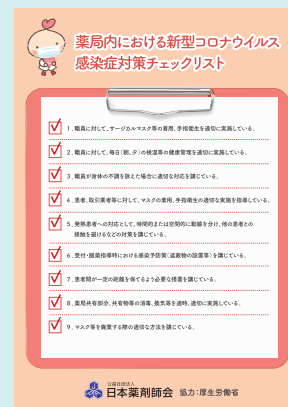 薬局内における新型コロナウイルス
感染症対策チェックリスト
1．職員に対して、サージカルマスク等の着用、手指衛生を適切に実施している。
2．職員に対して、毎日（朝、夕）の検温等の健康管理を適切に実施している。
3．職員が身体の不調を訴えた場合に適切な対応を講じている。
4．患者、取引業者等に対して、マスクの着用、手指衛生の適切な実施を指導している。
5．発熱患者への対応として、時間的または空間的に動線を分け、他の患者との
接触を避けるなどの対策を講じている。
6．受付・服薬指導時における感染予防策（遮蔽物の設置等）を講じている。
7．患者間が一定の距離を保てるよう必要な措置を講じている。
8．薬局共有部分、共有物等の消毒、換気等を適時、適切に実施している。
9．マスク等を廃棄する際の適切な方法を講じている。
公益社団法人
日本薬剤師会 協力：厚生労働省